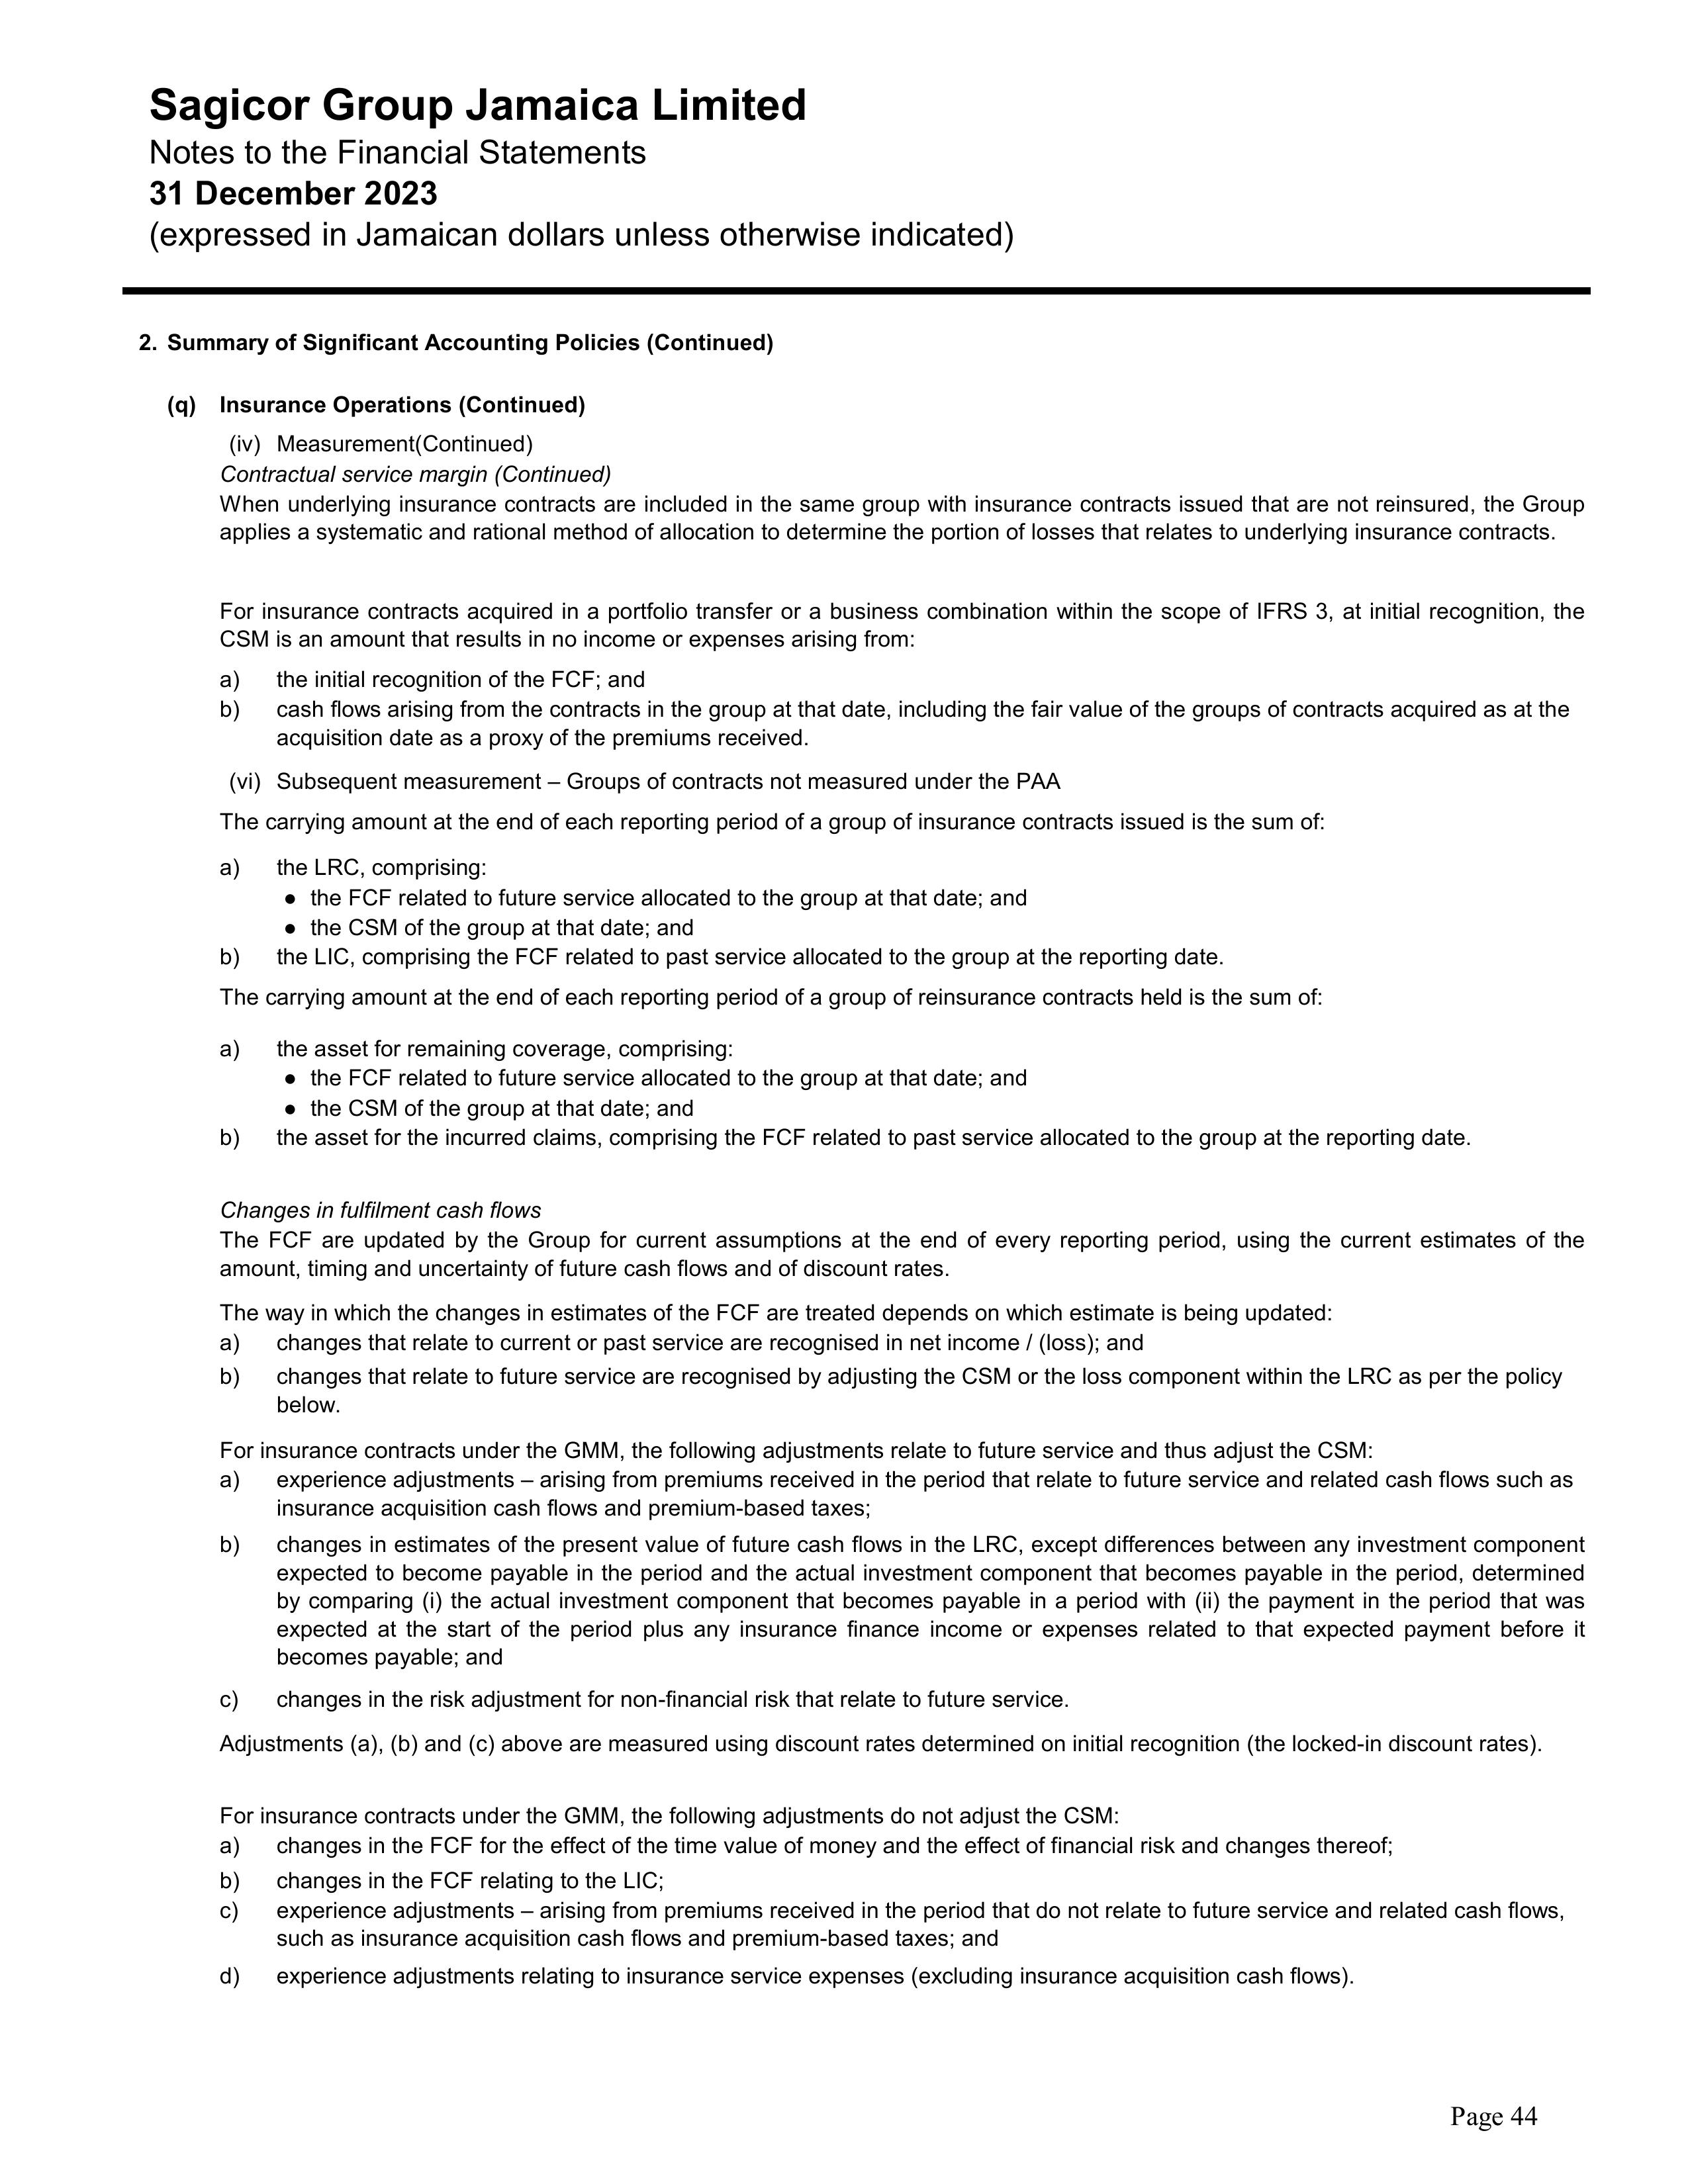 Sagicor Group Jamaica Limited
Notes to the Financial Statements
31 December 2023
(expressed in Jamaican dollars unless otherwise indicated)
2. Summary of Significant Accounting Policies (Continued)
(q) Insurance Operations (Continued)
(iv) Measurement(Continued)
Contractual service margin (Continued)
When underlying insurance contracts are included in the same group with insurance contracts issued that are not reinsured, the Group
applies a systematic and rational method of allocation to determine the portion of losses that relates to underlying insurance contracts.
For insurance contracts acquired in a portfolio transfer or a business combination within the scope of IFRS 3, at initial recognition, the
CSM is an amount that results in no income or expenses arising from:
a) the initial recognition of the FCF; and
b) cash flows arising from the contracts in the group at that date, including the fair value of the groups of contracts acquired as at the
acquisition date as a proxy of the premiums received.
(vi) Subsequent measurement – Groups of contracts not measured under the PAA
The carrying amount at the end of each reporting period of a group of insurance contracts issued is the sum of:
a) the LRC, comprising:
● the FCF related to future service allocated to the group at that date; and
● the CSM of the group at that date; and
b) the LIC, comprising the FCF related to past service allocated to the group at the reporting date.
The carrying amount at the end of each reporting period of a group of reinsurance contracts held is the sum of:
a) the asset for remaining coverage, comprising:
● the FCF related to future service allocated to the group at that date; and
● the CSM of the group at that date; and
b) the asset for the incurred claims, comprising the FCF related to past service allocated to the group at the reporting date.
Changes in fulfilment cash flows
The FCF are updated by the Group for current assumptions at the end of every reporting period, using the current estimates of the
amount, timing and uncertainty of future cash flows and of discount rates.
The way in which the changes in estimates of the FCF are treated depends on which estimate is being updated:
a) changes that relate to current or past service are recognised in net income / (loss); and
b) changes that relate to future service are recognised by adjusting the CSM or the loss component within the LRC as per the policy
below.
For insurance contracts under the GMM, the following adjustments relate to future service and thus adjust the CSM:
a) experience adjustments – arising from premiums received in the period that relate to future service and related cash flows such as
insurance acquisition cash flows and premium-based taxes;
b) changes in estimates of the present value of future cash flows in the LRC, except differences between any investment component
expected to become payable in the period and the actual investment component that becomes payable in the period, determined
by comparing (i) the actual investment component that becomes payable in a period with (ii) the payment in the period that was
expected at the start of the period plus any insurance finance income or expenses related to that expected payment before it
becomes payable; and
c) changes in the risk adjustment for non-financial risk that relate to future service.
Adjustments (a), (b) and (c) above are measured using discount rates determined on initial recognition (the locked-in discount rates).
For insurance contracts under the GMM, the following adjustments do not adjust the CSM:
a) changes in the FCF for the effect of the time value of money and the effect of financial risk and changes thereof;
b) changes in the FCF relating to the LIC;
c) experience adjustments – arising from premiums received in the period that do not relate to future service and related cash flows,
such as insurance acquisition cash flows and premium-based taxes; and
d) experience adjustments relating to insurance service expenses (excluding insurance acquisition cash flows).
Page 44